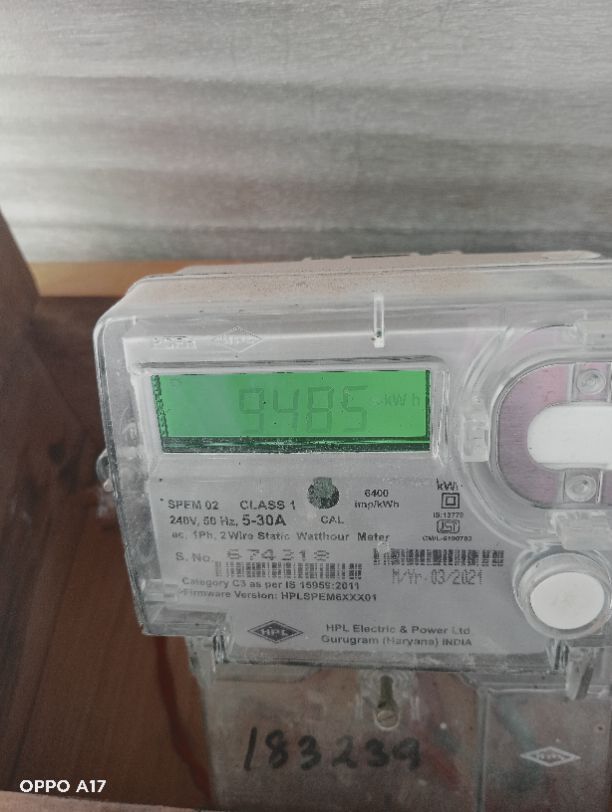 9485 kWh
SPEM 02 CLASS 1
6400
imp/kWh
240V, 50 Hz, 5-30A CAL
ac, 1Ph, 2 Wire Static Watthour Meter
kWh
IS:13779
S. No. 674319
M/Yr-03/2021
Category C3 as per IS 15959:2011
Firmware Version: HPLSPEM6XXX01
HPL
HPL Electric & Power Ltd
Gurugram (Haryana) INDIA
183239
OPPO A17